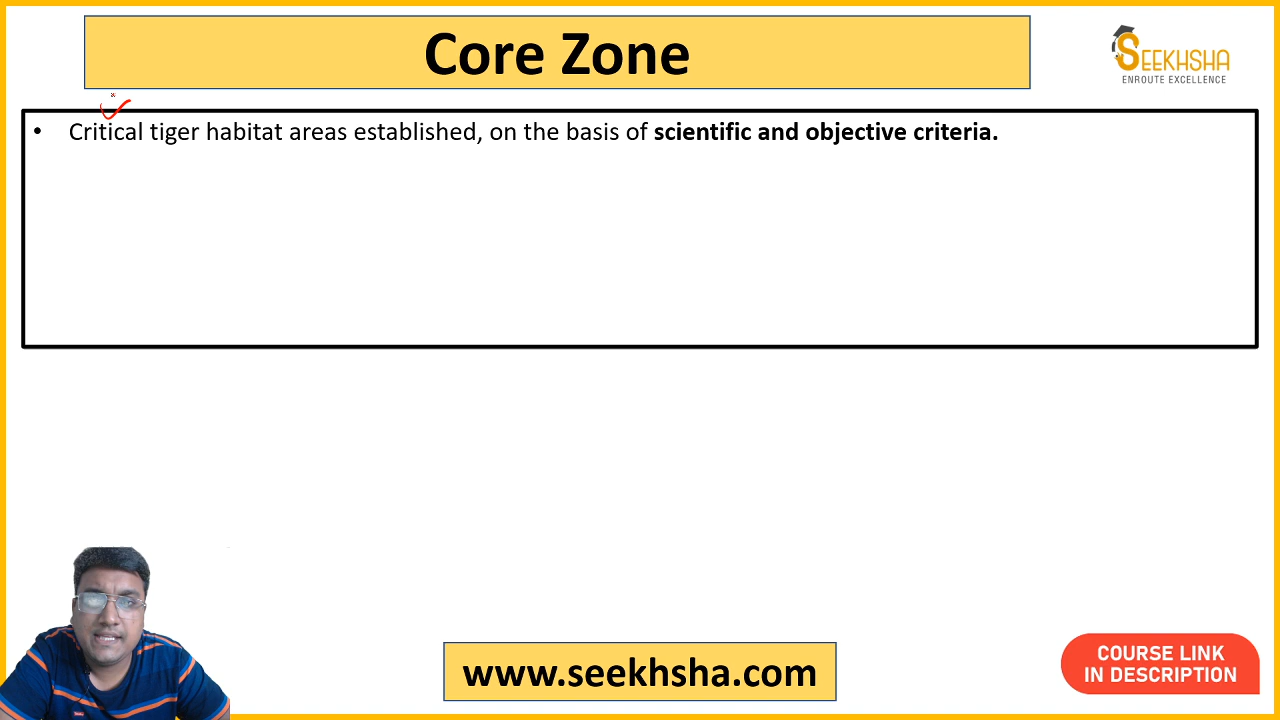 Core Zone
SEEKHSHA
ENROUTE EXCELLENCE
• Critical tiger habitat areas established, on the basis of scientific and objective criteria.
www.seekhsha.com
COURSE LINK
IN DESCRIPTION